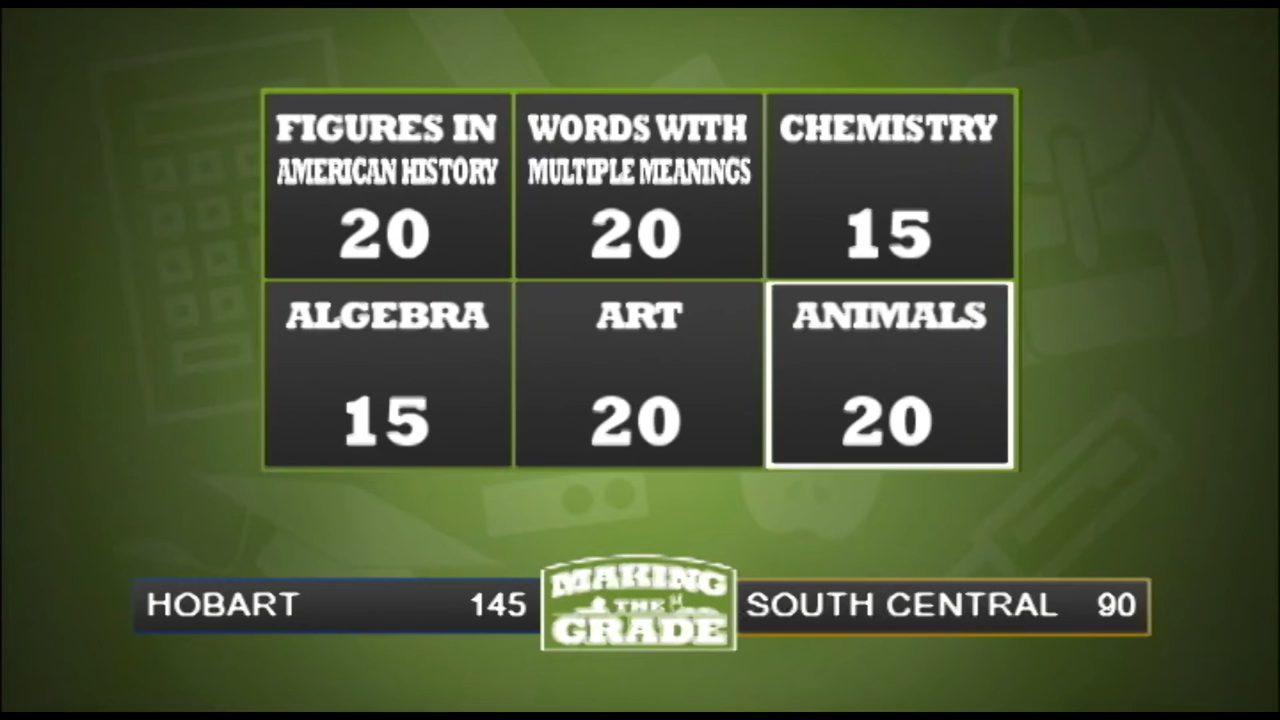 FIGURES IN
AMERICAN HISTORY
20
WORDS WITH
MULTIPLE MEANINGS
20
CHEMISTRY
15
ALGEBRA
15
ART
20
ANIMALS
20
HOBART 145
MAKING
THE
GRADE
SOUTH CENTRAL 90